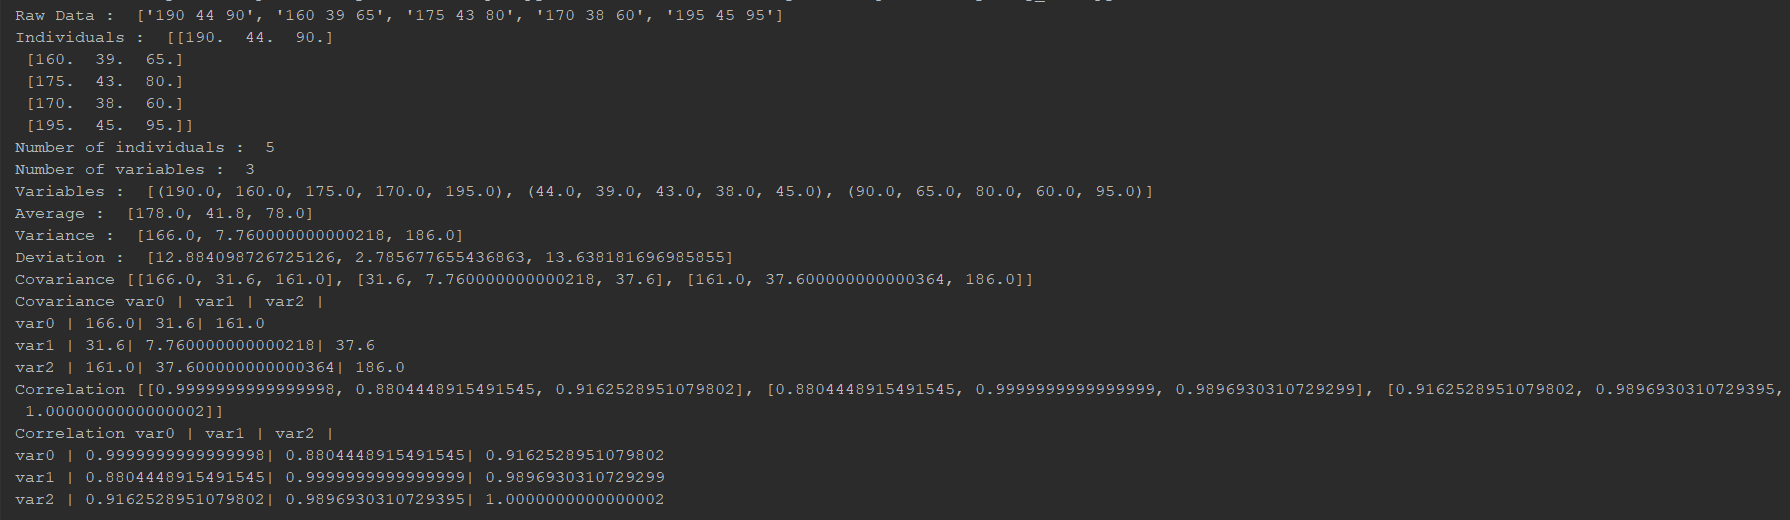 Raw Data :  ['190 44 90', '160 39 65', '175 43 80', '170 38 60', '195 45 95']
Individuals :  [[190.  44.  90.]
 [160.  39.  65.]
 [175.  43.  80.]
 [170.  38.  60.]
 [195.  45.  95.]]
Number of individuals :  5
Number of variables :  3
Variables :  [(190.0, 160.0, 175.0, 170.0, 195.0), (44.0, 39.0, 43.0, 38.0, 45.0), (90.0, 65.0, 80.0, 60.0, 95.0)]
Average :  [178.0, 41.8, 78.0]
Variance :  [166.0, 7.760000000000218, 186.0]
Deviation :  [12.884098726725126, 2.785677655436863, 13.638181696985855]
Covariance [[166.0, 31.6, 161.0], [31.6, 7.760000000000218, 37.6], [161.0, 37.600000000000364, 186.0]]
Covariance var0 | var1 | var2 |
var0 | 166.0| 31.6| 161.0
var1 | 31.6| 7.760000000000218| 37.6
var2 | 161.0| 37.600000000000364| 186.0
Correlation [[0.9999999999999998, 0.8804448915491545, 0.9162528951079802], [0.8804448915491545, 0.9999999999999999, 0.9896930310729299], [0.9162528951079802, 0.9896930310729395,
 1.0000000000000002]]
Correlation var0 | var1 | var2 |
var0 | 0.9999999999999998| 0.8804448915491545| 0.9162528951079802
var1 | 0.8804448915491545| 0.9999999999999999| 0.9896930310729299
var2 | 0.9162528951079802| 0.9896930310729395| 1.0000000000000002